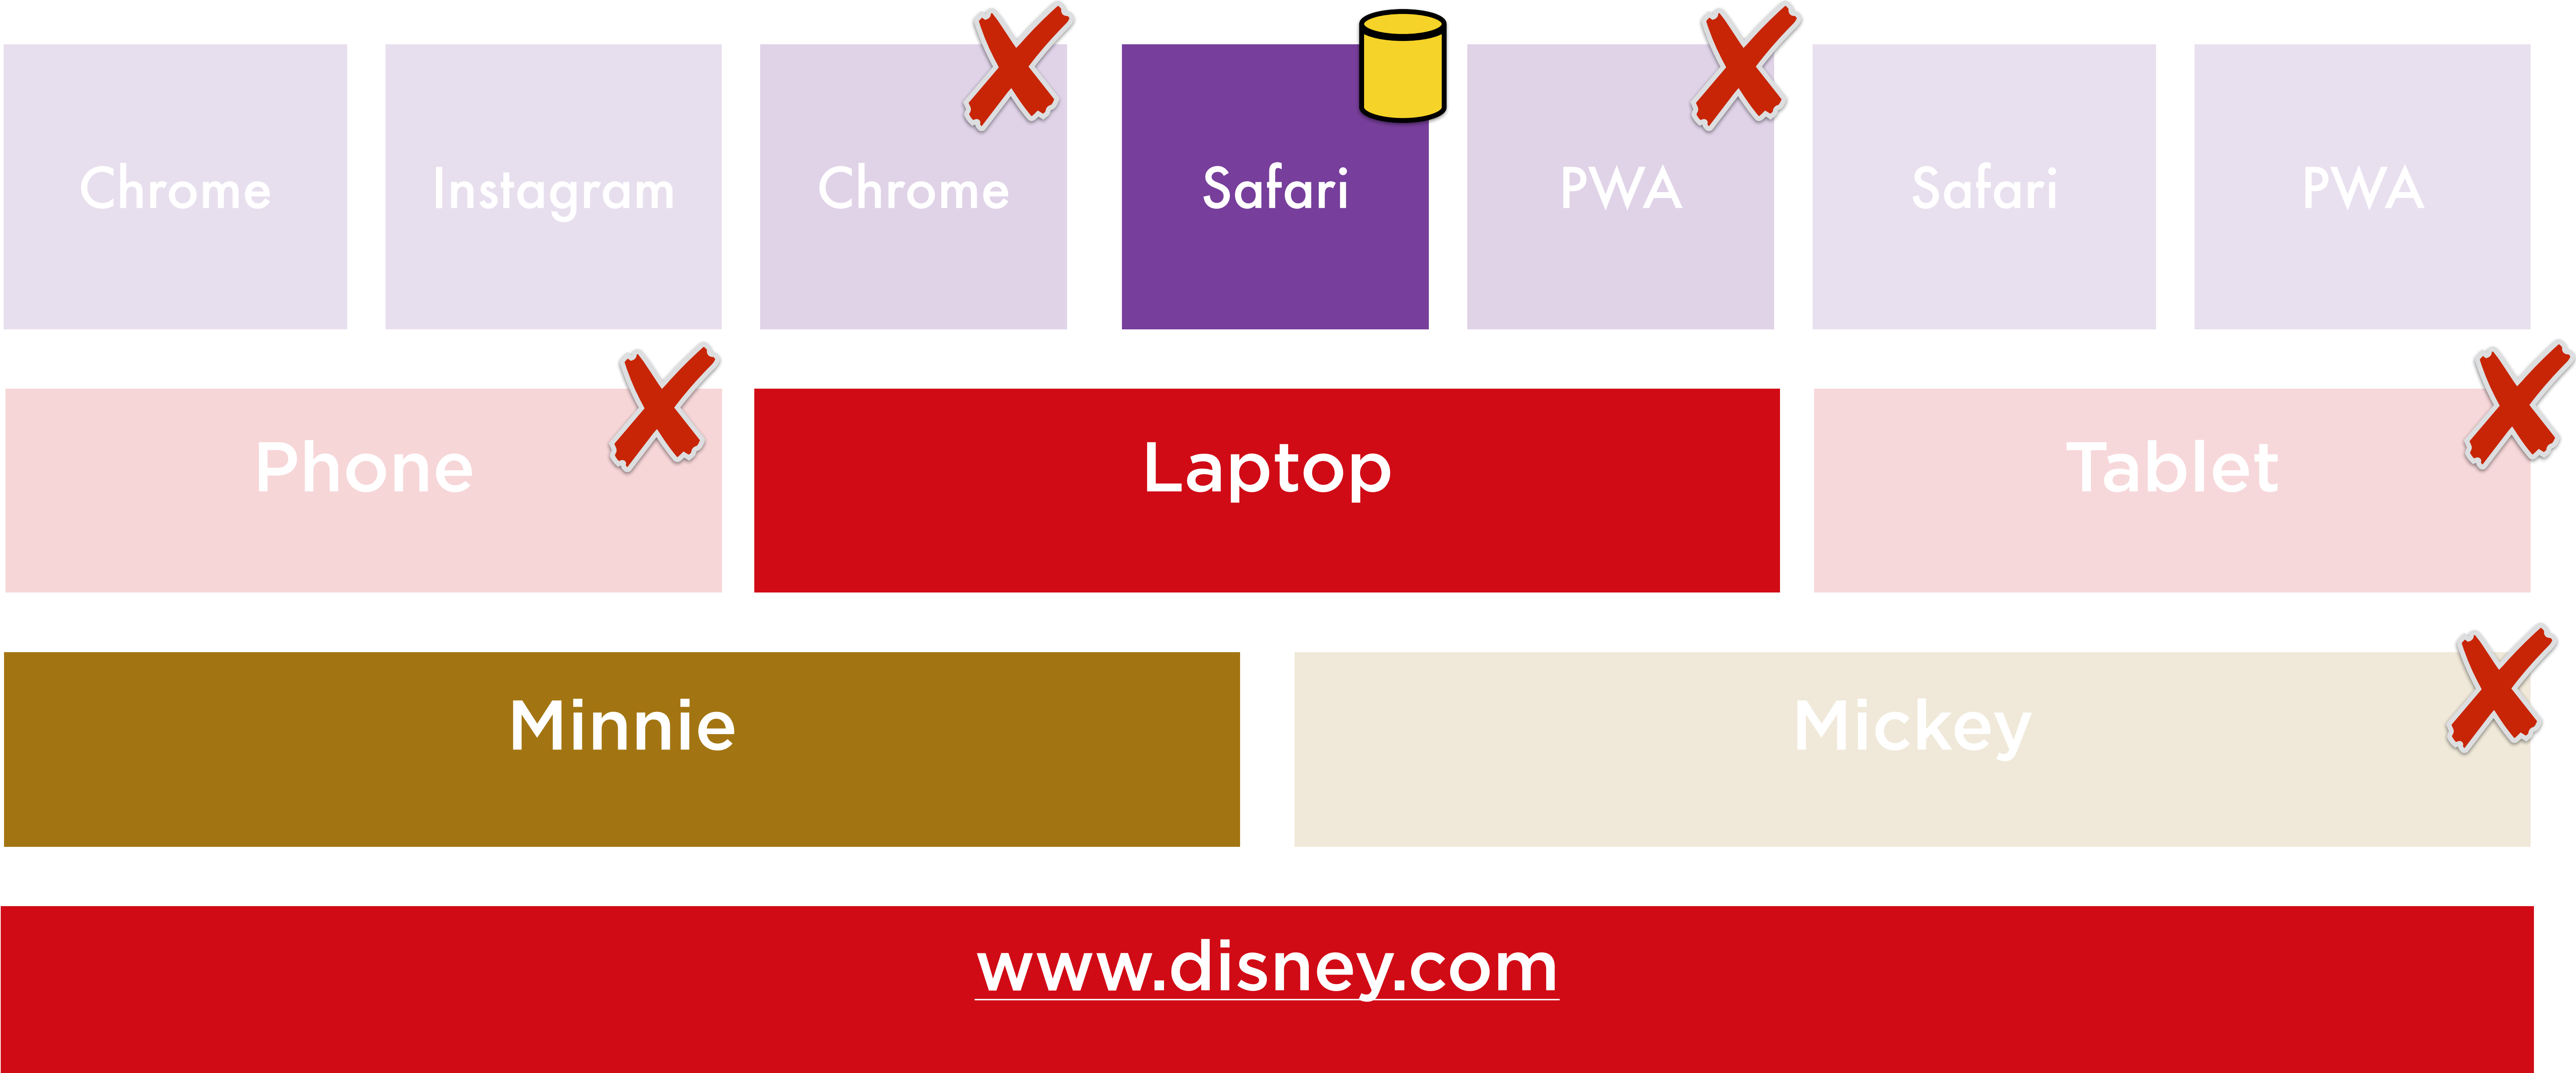 Chrome
Instagram
Chrome
Safari
PWA
Safari
PWA
Phone
Laptop
Tablet
Minnie
Mickey
www.disney.com